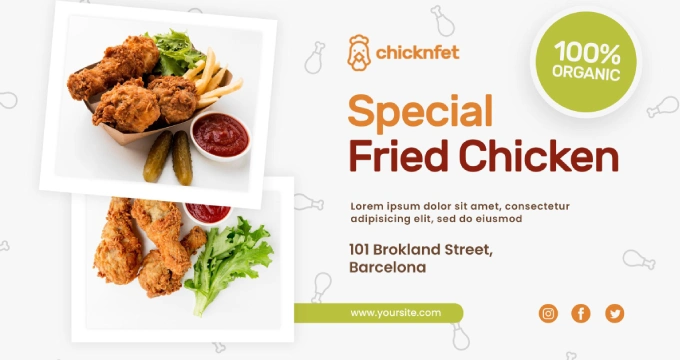 chicknfet
100%
ORGANIC
Special
Fried Chicken
Lorem ipsum dolor sit amet, consectetur
adipisicing elit, sed do eiusmod
101 Brokland Street,
Barcelona
www.yoursite.com